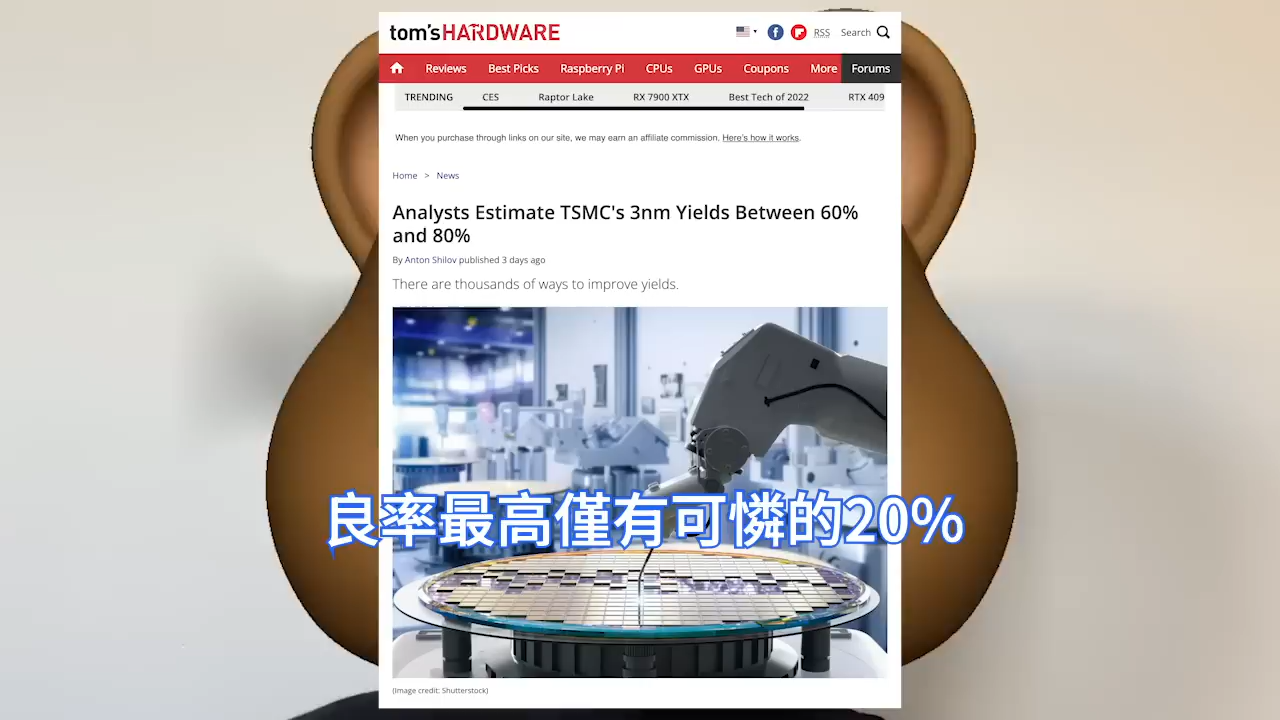 tom'sHARDWARE
RSS Search
Reviews Best Picks Raspberry Pi CPUs GPUs Coupons More Forums
TRENDING CES Raptor Lake RX 7900 XTX Best Tech of 2022 RTX 409
When you purchase through links on our site, we may earn an affiliate commission. Here's how it works.
Home > News
Analysts Estimate TSMC's 3nm Yields Between 60%
and 80%
By Anton Shilov published 3 days ago
There are thousands of ways to improve yields.
良率最高僅有可憐的20%
(Image credit: Shutterstock)